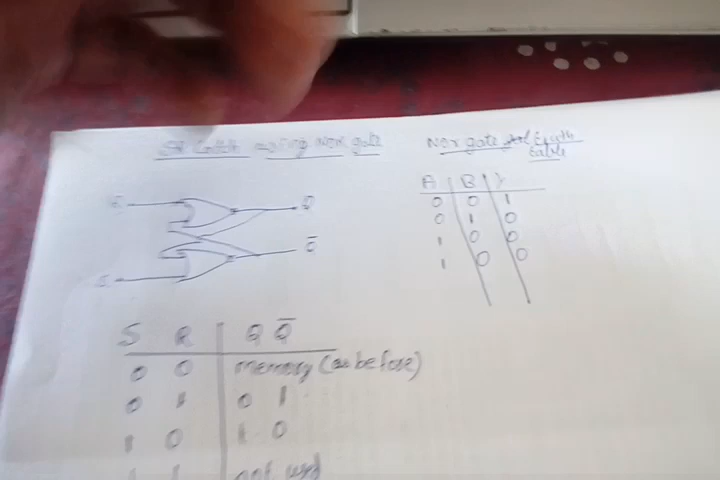 SR Latch using Nor gate
Nor gate truth
table
A B Y
0 0 1
0 1 0
1 0 0
1 0 0
R Q
S Q̅
S R Q Q̅
0 0 memory (as before)
0 1 0 1
1 0 1 0
1 1 not used